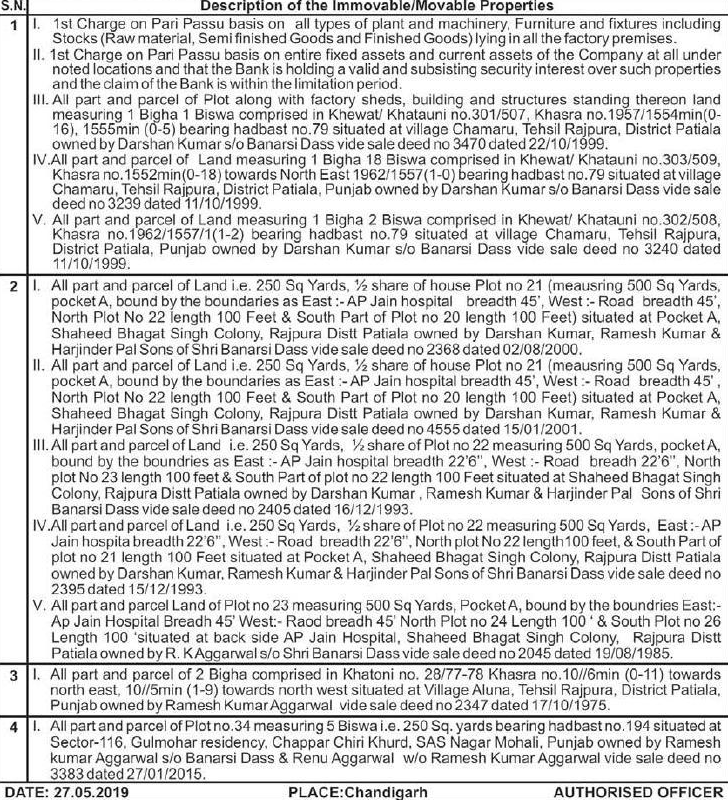 S.N. Description of the Immovable/Movable Properties
1 I. 1st Charge on Pari Passu basis on all types of plant and machinery, Furniture and fixtures including
Stocks (Raw material, Semi finished Goods and Finished Goods) lying in all the factory premises.
II. 1st Charge on Pari Passu basis on entire fixed assets and current assets of the Company at all under
noted locations and that the Bank is holding a valid and subsisting security interest over such properties
and the claim of the Bank is within the limitation period.
III. All part and parcel of Plot along with factory sheds, building and structures standing thereon land
measuring 1 Bigha 1 Biswa comprised in Khewat/ Khatauni no.301/507, Khasra no.1957/1554min(0-
16), 1555min (0-5) bearing hadbast no.79 situated at village Chamaru, Tehsil Rajpura, District Patiala
owned by Darshan Kumar s/o Banarsi Dass vide sale deed no 3470 dated 22/10/1999.
IV. All part and parcel of Land measuring 1 Bigha 18 Biswa comprised in Khewat/ Khatauni no.303/509,
Khasra no.1552min(0-18) towards North East 1962/1557(1-0) bearing hadbast no.79 situated at village
Chamaru, Tehsil Rajpura, District Patiala, Punjab owned by Darshan Kumar s/o Banarsi Dass vide sale
deed no 3239 dated 11/10/1999.
V. All part and parcel of Land measuring 1 Bigha 2 Biswa comprised in Khewat/ Khatauni no.302/508,
Khasra no.1962/1557/1(1-2) bearing hadbast no.79 situated at village Chamaru, Tehsil Rajpura,
District Patiala, Punjab owned by Darshan Kumar s/o Banarsi Dass vide sale deed no 3240 dated
11/10/1999.
2 I. All part and parcel of Land i.e. 250 Sq Yards, ½ share of house Plot no 21 (meausring 500 Sq Yards,
pocket A, bound by the boundaries as East :- AP Jain hospital breadth 45', West :- Road breadth 45',
North Plot No 22 length 100 Feet & South Part of Plot no 20 length 100 Feet) situated at Pocket A,
Shaheed Bhagat Singh Colony, Rajpura Distt Patiala owned by Darshan Kumar, Ramesh Kumar &
Harjinder Pal Sons of Shri Banarsi Dass vide sale deed no 2368 dated 02/08/2000.
II. All part and parcel of Land i.e. 250 Sq Yards, ½ share of house Plot no 21 (meausring 500 Sq Yards,
pocket A, bound by the boundaries as East :- AP Jain hospital breadth 45', West :- Road breadth 45',
North Plot No 22 length 100 Feet & South Part of Plot no 20 length 100 Feet) situated at Pocket A,
Shaheed Bhagat Singh Colony, Rajpura Distt Patiala owned by Darshan Kumar, Ramesh Kumar &
Harjinder Pal Sons of Shri Banarsi Dass vide sale deed no 4555 dated 15/01/2001.
III. All part and parcel of Land i.e. 250 Sq Yards, ½ share of Plot no 22 measuring 500 Sq Yards, pocket A,
bound by the boundries as East :- AP Jain hospital breadth 22'6", West :- Road breadh 22'6", North
plot No 23 length 100 feet & South Part of plot no 22 length 100 Feet situated at Shaheed Bhagat Singh
Colony, Rajpura Distt Patiala owned by Darshan Kumar , Ramesh Kumar & Harjinder Pal Sons of Shri
Banarsi Dass vide sale deed no 2405 dated 16/12/1993.
IV. All part and parcel of Land i.e. 250 Sq Yards, ½ share of Plot no 22 measuring 500 Sq Yards, East :- AP
Jain hospita breadth 22'6", West :- Road breadth 22'6", North plot No 22 length 100 feet, & South Part of
plot no 21 length 100 Feet situated at Pocket A, Shaheed Bhagat Singh Colony, Rajpura Distt Patiala
owned by Darshan Kumar, Ramesh Kumar & Harjinder Pal Sons of Shri Banarsi Dass vide sale deed no
2395 dated 15/12/1993.
V. All part and parcel Land of Plot no 23 measuring 500 Sq Yards, Pocket A, bound by the boundries East:-
Ap Jain Hospital Breadh 45' West:- Raod breadh 45' North Plot no 24 Length 100 ' & South Plot no 26
Length 100 'situated at back side AP Jain Hospital, Shaheed Bhagat Singh Colony, Rajpura Distt
Patiala owned by R. K Aggarwal s/o Shri Banarsi Dass vide sale deed no 2045 dated 19/08/1985.
3 I. All part and parcel of 2 Bigha comprised in Khatoni no. 28/77-78 Khasra no.10//6min (0-11) towards
north east, 10//5min (1-9) towards north west situated at Village Aluna, Tehsil Rajpura, District Patiala,
Punjab owned by Ramesh Kumar Aggarwal vide sale deed no 2347 dated 17/10/1975.
4 I. All part and parcel of Plot no.34 measuring 5 Biswa i.e. 250 Sq. yards bearing hadbast no.194 situated at
Sector-116, Gulmohar residency, Chappar Chiri Khurd, SAS Nagar Mohali, Punjab owned by Ramesh
kumar Aggarwal s/o Banarsi Dass & Renu Aggarwal w/o Ramesh Kumar Aggarwal vide sale deed no
3383 dated 27/01/2015.
DATE: 27.05.2019 PLACE:Chandigarh AUTHORISED OFFICER